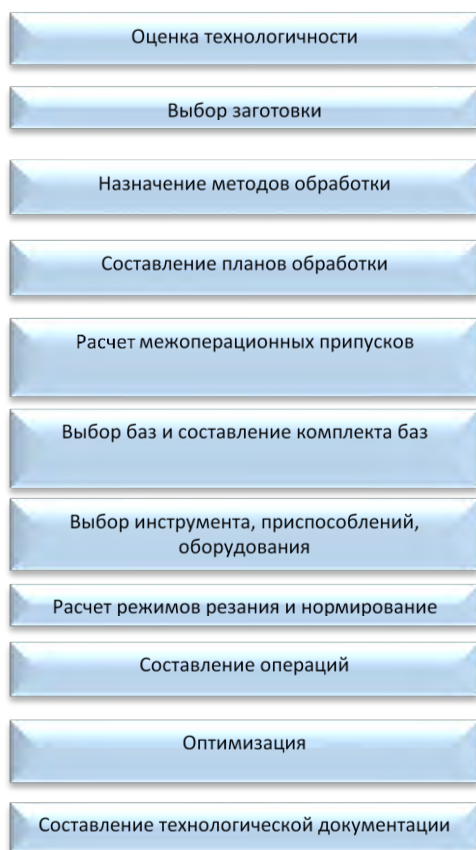 Оценка технологичности
Выбор заготовки
Назначение методов обработки
Составление планов обработки
Расчет межоперационных припусков
Выбор баз и составление комплекта баз
Выбор инструмента, приспособлений,
оборудования
Расчет режимов резания и нормирование
Составление операций
Оптимизация
Составление технологической документации